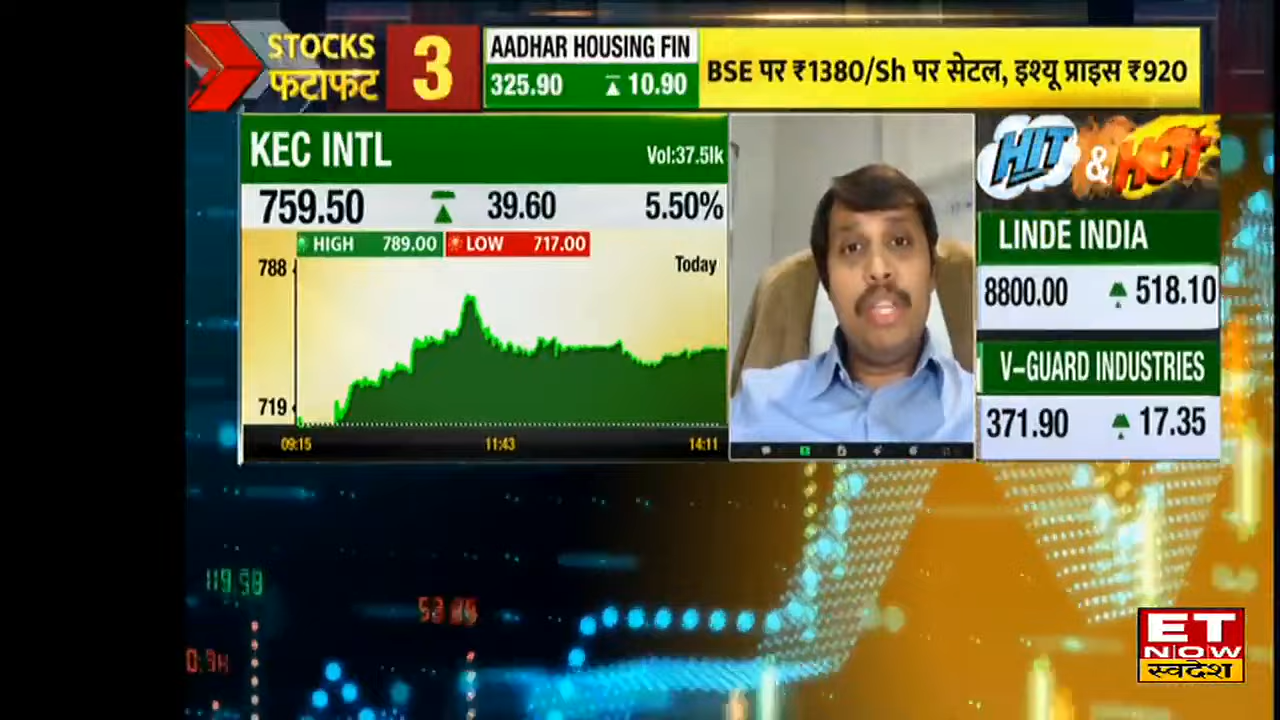 STOCKS
फटाफट
3
AADHAR HOUSING FIN
325.90 10.90
BSE पर ₹1380/Sh पर सेटल, इश्यू प्राइस ₹920
KEC INTL Vol:37.5lk
759.50 39.60 5.50%
HIGH 789.00 LOW 717.00
Today
788
719
09:15 11:43 14:11
HIT & HOT
LINDE INDIA
8800.00 518.10
V-GUARD INDUSTRIES
371.90 17.35
119.58
ET
NOW
स्वदेश